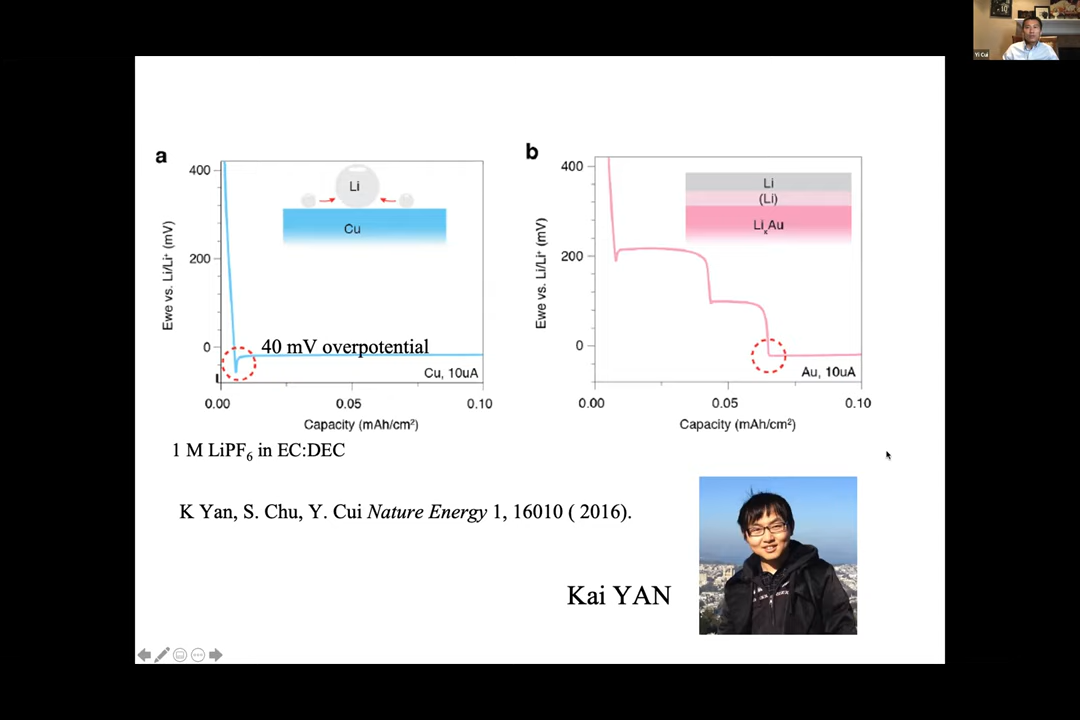 Yi Cui
a
400
200
0
Ewe vs. Li/Li⁺ (mV)
Li
Cu
40 mV overpotential
Cu, 10uA
0.00
0.05
0.10
Capacity (mAh/cm²)
b
400
200
0
Ewe vs. Li/Li⁺ (mV)
Li
(Li)
LiₓAu
Au, 10uA
0.00
0.05
0.10
Capacity (mAh/cm²)
1 M LiPF₆ in EC:DEC
K Yan, S. Chu, Y. Cui Nature Energy 1, 16010 ( 2016).
Kai YAN